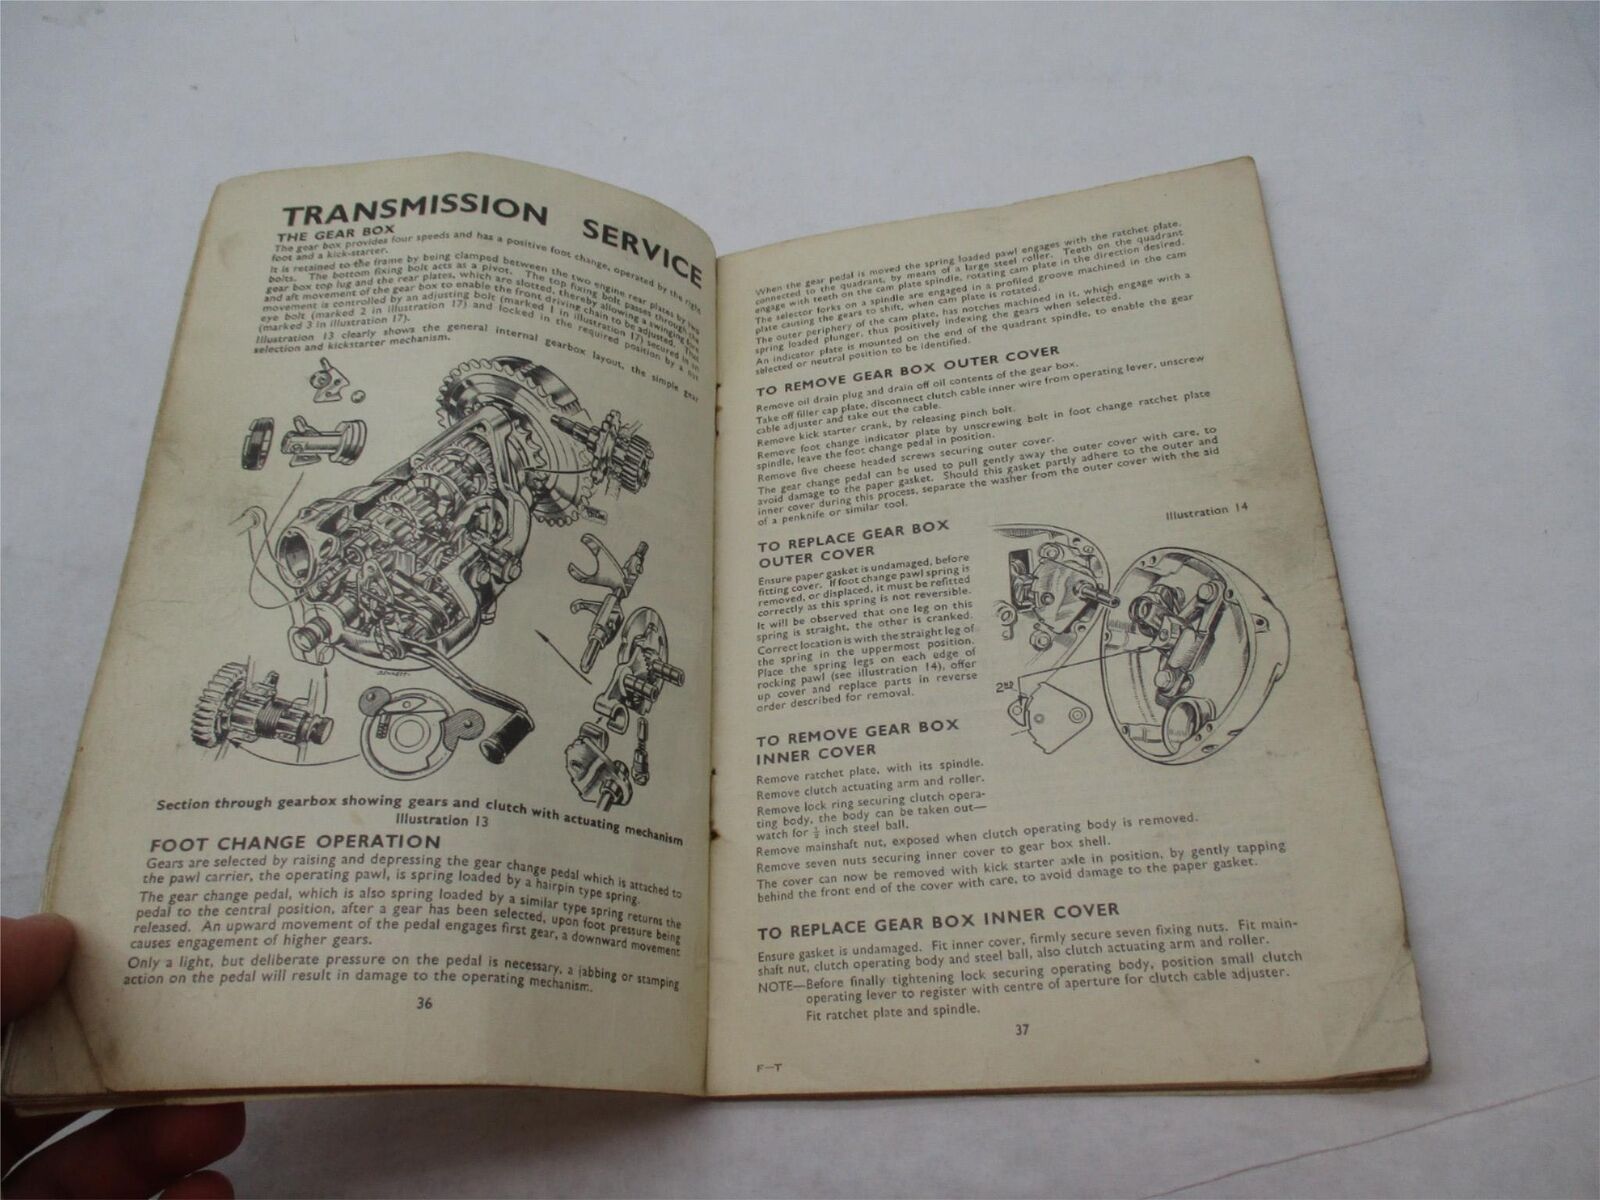 TRANSMISSION SERVICE
THE GEAR BOX
The gear box provides four speeds and has a positive foot change, operated by the right
foot and a kick-starter.
It is retained to the frame by being clamped between the two engine rear plates by two
bolts. The bottom fixing bolt acts as a pivot. The top fixing bolt passes through the
gear box top lug and the rear plates, which are slotted, thereby allowing a swinging fore
and aft movement of the gear box to enable the front driving chain to be adjusted. This
movement is controlled by an adjusting bolt (marked 1 in illustration 17) secured in an
eye bolt (marked 2 in illustration 17) and locked in the required position by a nut
(marked 3 in illustration 17).
Illustration 13 clearly shows the general internal gearbox layout, the simple gear
selection and kickstarter mechanism.
Section through gearbox showing gears and clutch with actuating mechanism
Illustration 13
FOOT CHANGE OPERATION
Gears are selected by raising and depressing the gear change pedal which is attached to
the pawl carrier, the operating pawl, is spring loaded by a hairpin type spring.
The gear change pedal, which is also spring loaded by a similar type spring returns the
pedal to the central position, after a gear has been selected, upon foot pressure being
released. An upward movement of the pedal engages first gear, a downward movement
causes engagement of higher gears.
Only a light, but deliberate pressure on the pedal is necessary, a jabbing or stamping
action on the pedal will result in damage to the operating mechanism.
36
When the gear pedal is moved the spring loaded pawl engages with the ratchet plate,
connected to the quadrant, by means of a large steel roller. Teeth on the quadrant
engage with teeth on the cam plate spindle, rotating cam plate in the direction desired.
The selector forks on a spindle are engaged in a profiled groove machined in the cam
plate causing the gears to shift, when cam plate is rotated.
The outer periphery of the cam plate, has notches machined in it, which engage with a
spring loaded plunger, thus positively indexing the gears when selected.
An indicator plate is mounted on the end of the quadrant spindle, to enable the gear
selected or neutral position to be identified.
TO REMOVE GEAR BOX OUTER COVER
Remove oil drain plug and drain off oil contents of the gear box.
Take off filler cap plate, disconnect clutch cable inner wire from operating lever, unscrew
cable adjuster and take out the cable.
Remove kick starter crank, by releasing pinch bolt.
Remove foot change indicator plate by unscrewing bolt in foot change ratchet plate
spindle, leave the foot change pedal in position.
Remove five cheese headed screws securing outer cover.
The gear change pedal can be used to pull gently away the outer cover with care, to
avoid damage to the paper gasket. Should this gasket partly adhere to the outer and
inner cover during this process, separate the washer from the outer cover with the aid
of a penknife or similar tool.
TO REPLACE GEAR BOX
OUTER COVER
Illustration 14
Ensure paper gasket is undamaged, before
fitting cover. If foot change pawl spring is
removed, or displaced, it must be refitted
correctly as this spring is not reversible.
It will be observed that one leg on this
spring is straight, the other is cranked.
Correct location is with the straight leg of
the spring in the uppermost position.
Place the spring legs on each edge of
rocking pawl (see illustration 14), offer
up cover and replace parts in reverse
order described for removal.
2ND
TO REMOVE GEAR BOX
INNER COVER
Remove ratchet plate, with its spindle.
Remove clutch actuating arm and roller.
Remove lock ring securing clutch opera-
ting body, the body can be taken out—
watch for ½ inch steel ball.
Remove mainshaft nut, exposed when clutch operating body is removed.
Remove seven nuts securing inner cover to gear box shell.
The cover can now be removed with kick starter axle in position, by gently tapping
behind the front end of the cover with care, to avoid damage to the paper gasket.
TO REPLACE GEAR BOX INNER COVER
Ensure gasket is undamaged. Fit inner cover, firmly secure seven fixing nuts. Fit main-
shaft nut, clutch operating body and steel ball, also clutch actuating arm and roller.
NOTE—Before finally tightening lock securing operating body, position small clutch
operating lever to register with centre of aperture for clutch cable adjuster.
Fit ratchet plate and spindle.
37
F—T